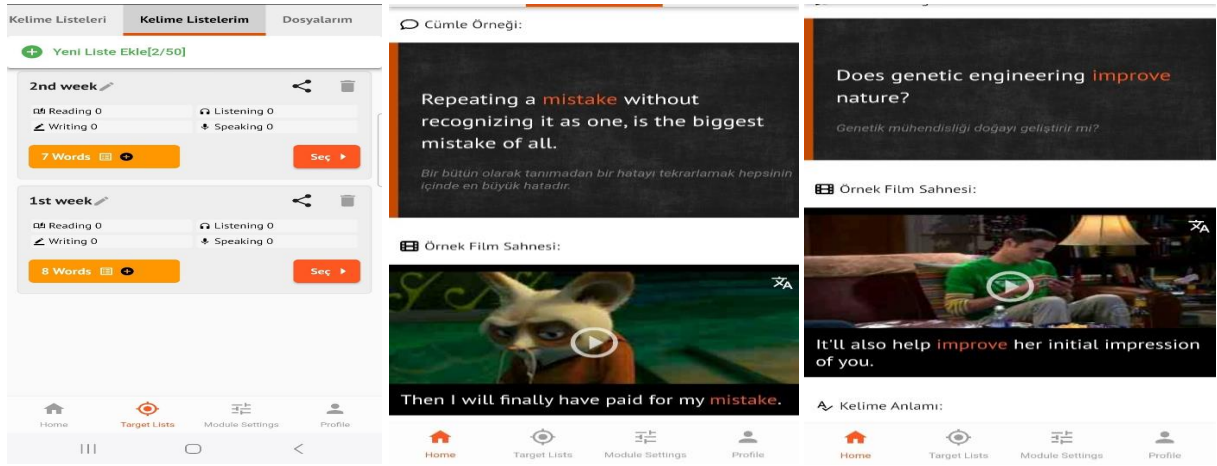 Kelime Listeleri Kelime Listelerim Dosyalarım
Yeni Liste Ekle[2/50]
2nd week
Reading 0 Listening 0
Writing 0 Speaking 0
7 Words Seç
1st week
Reading 0 Listening 0
Writing 0 Speaking 0
8 Words Seç
Home Target Lists Module Settings Profile
Cümle Örneği:
Repeating a mistake without
recognizing it as one, is the biggest
mistake of all.
Bir bütün olarak tanımadan bir hatayı tekrarlamak hepsinin
içinde en büyük hatadır.
Örnek Film Sahnesi:
Then I will finally have paid for my mistake.
Home Target Lists Module Settings Profile
Does genetic engineering improve
nature?
Genetik mühendisliği doğayı geliştirir mi?
Örnek Film Sahnesi:
It'll also help improve her initial impression
of you.
Kelime Anlamı:
Home Target Lists Module Settings Profile